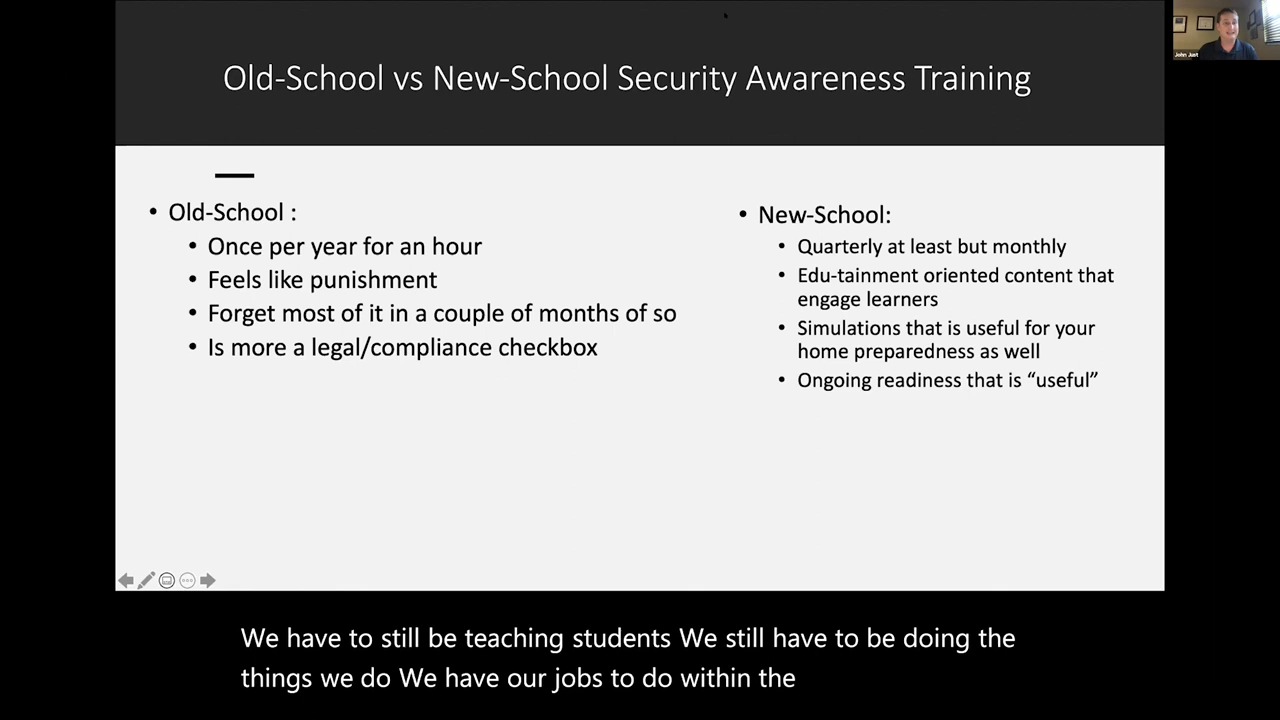 Old-School vs New-School Security Awareness Training
John Just
• Old-School :
• Once per year for an hour
• Feels like punishment
• Forget most of it in a couple of months of so
• Is more a legal/compliance checkbox
• New-School:
• Quarterly at least but monthly
• Edu-tainment oriented content that
engage learners
• Simulations that is useful for your
home preparedness as well
• Ongoing readiness that is “useful”
We have to still be teaching students We still have to be doing the
things we do We have our jobs to do within the